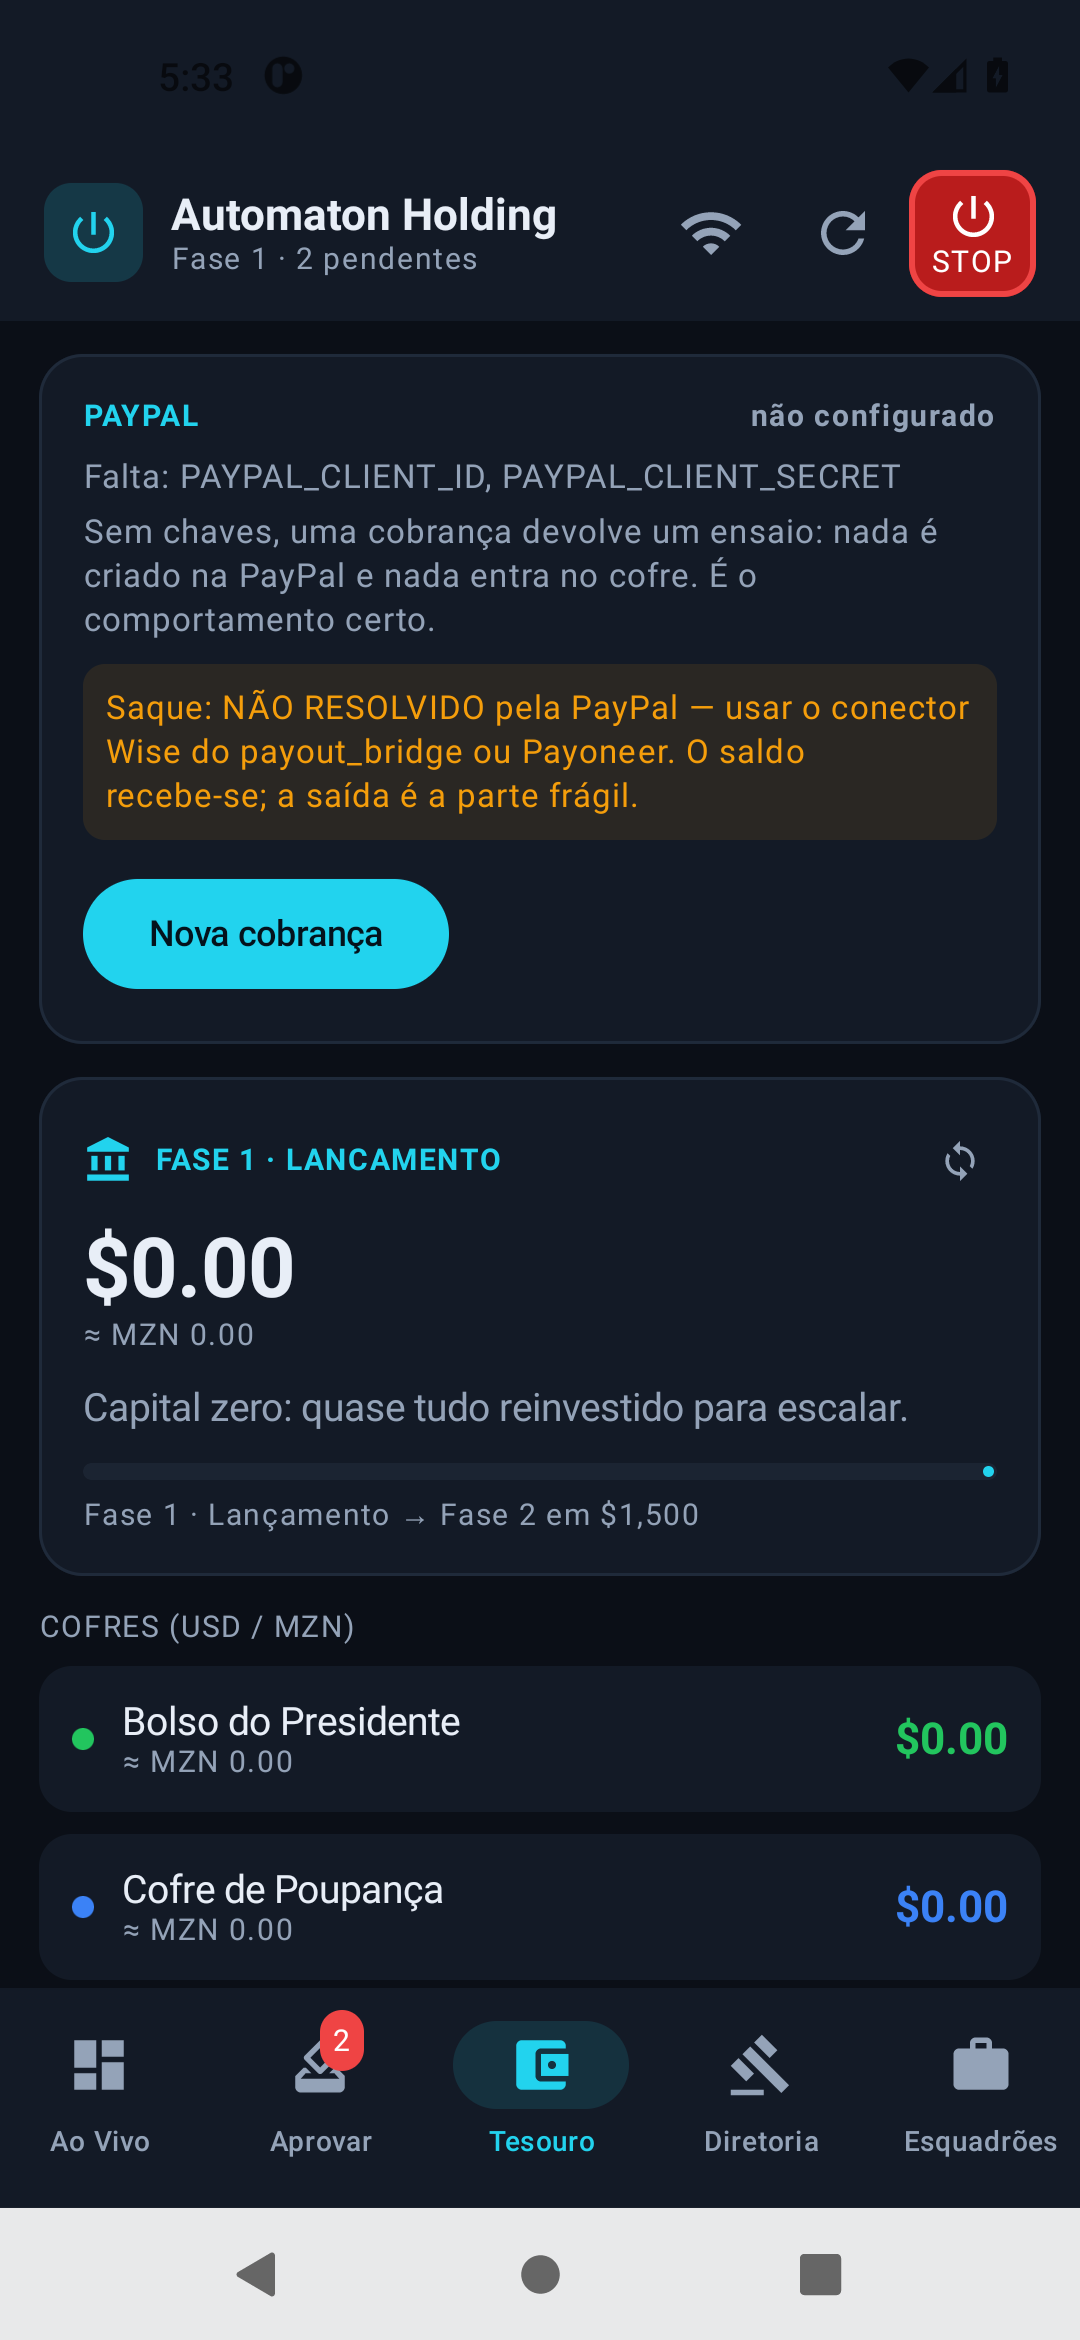 5:33
Automaton Holding
Fase 1 · 2 pendentes
STOP
PAYPAL
não configurado
Falta: PAYPAL_CLIENT_ID, PAYPAL_CLIENT_SECRET
Sem chaves, uma cobrança devolve um ensaio: nada é
criado na PayPal e nada entra no cofre. É o
comportamento certo.
Saque: NÃO RESOLVIDO pela PayPal — usar o conector
Wise do payout_bridge ou Payoneer. O saldo
recebe-se; a saída é a parte frágil.
Nova cobrança
FASE 1 · LANCAMENTO
$0.00
≈ MZN 0.00
Capital zero: quase tudo reinvestido para escalar.
Fase 1 · Lançamento → Fase 2 em $1,500
COFRES (USD / MZN)
Bolso do Presidente
≈ MZN 0.00
$0.00
Cofre de Poupança
≈ MZN 0.00
$0.00
2
Ao Vivo
Aprovar
Tesouro
Diretoria
Esquadrões